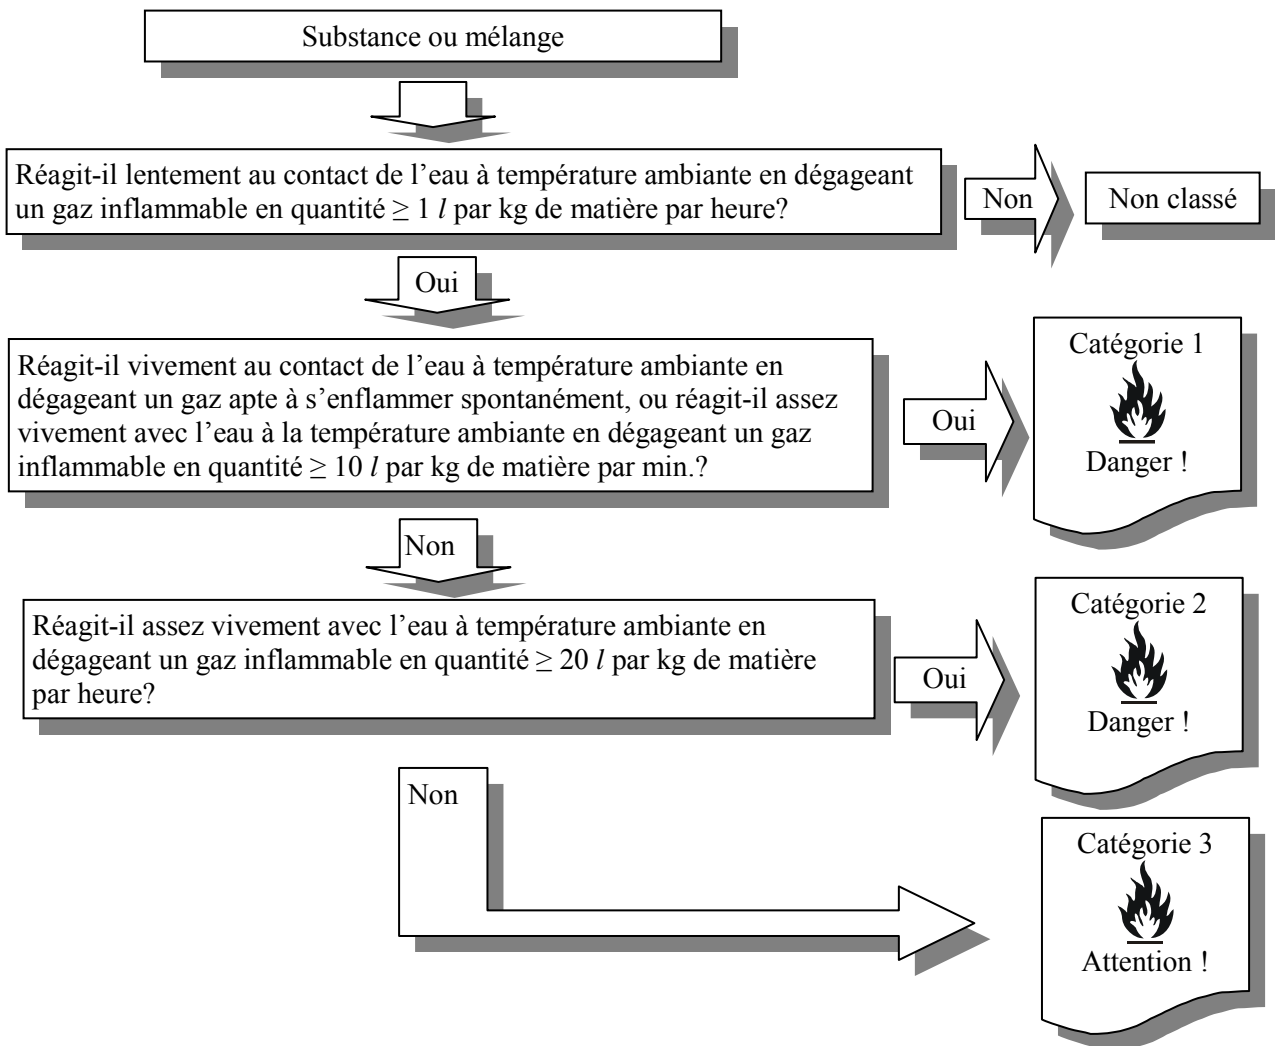 Substance ou mélange
Réagit-il lentement au contact de l’eau à température ambiante en dégageant
un gaz inflammable en quantité ≥ 1 l par kg de matière par heure?
Non
Non classé
Oui
Réagit-il vivement au contact de l’eau à température ambiante en
dégageant un gaz apte à s’enflammer spontanément, ou réagit-il assez
vivement avec l’eau à la température ambiante en dégageant un gaz
inflammable en quantité ≥ 10 l par kg de matière par min.?
Oui
Catégorie 1
Danger !
Non
Réagit-il assez vivement avec l’eau à température ambiante en
dégageant un gaz inflammable en quantité ≥ 20 l par kg de matière
par heure?
Oui
Catégorie 2
Danger !
Non
Catégorie 3
Attention !